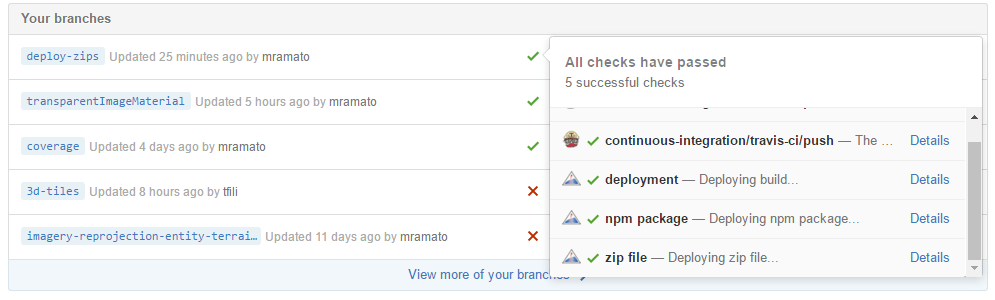 Your branches
deploy-zips Updated 25 minutes ago by mramato
transparentImageMaterial Updated 5 hours ago by mramato
coverage Updated 4 days ago by mramato
3d-tiles Updated 8 hours ago by tfili
imagery-reprojection-entity-terrai… Updated 11 days ago by mramato
View more of your branches
All checks have passed
5 successful checks
continuous-integration/travis-ci/push — The ... Details
deployment — Deploying build... Details
npm package — Deploying npm package... Details
zip file — Deploying zip file... Details